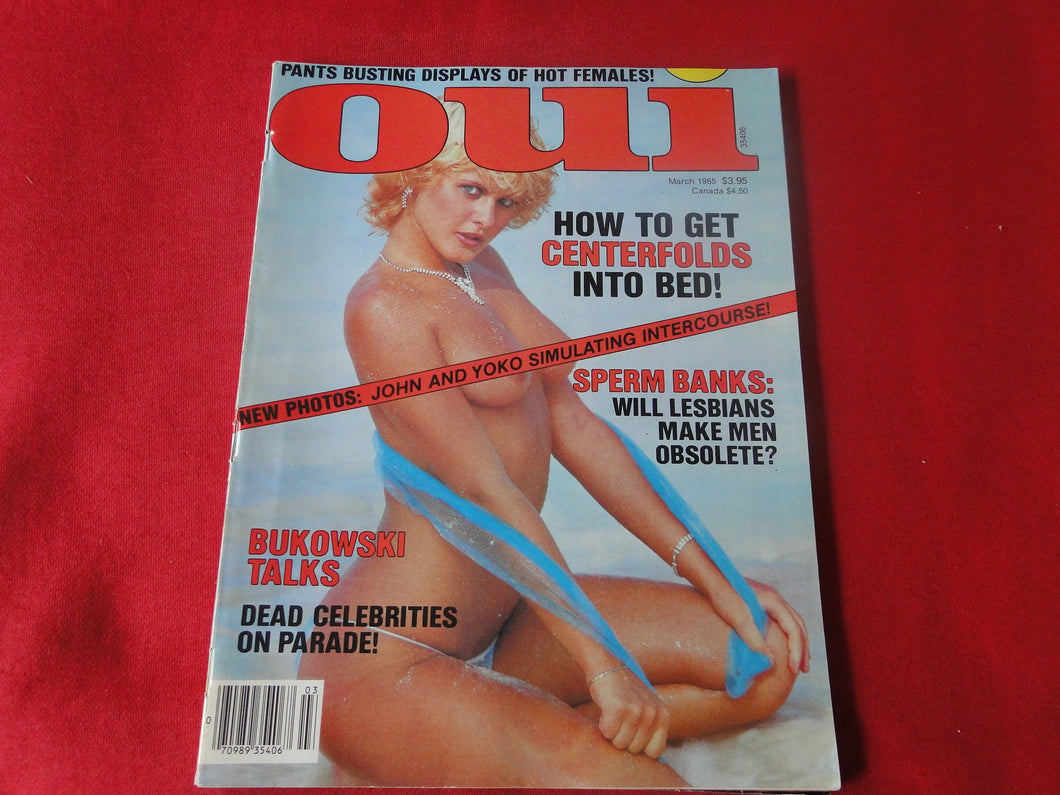 PANTS BUSTING DISPLAYS OF HOT FEMALES!
oui
35406
March 1985 $3.95
Canada $4.50
HOW TO GET
CENTERFOLDS
INTO BED!
NEW PHOTOS: JOHN AND YOKO SIMULATING INTERCOURSE!
SPERM BANKS:
WILL LESBIANS
MAKE MEN
OBSOLETE?
BUKOWSKI
TALKS
DEAD CELEBRITIES
ON PARADE!
03
0
70989 35406